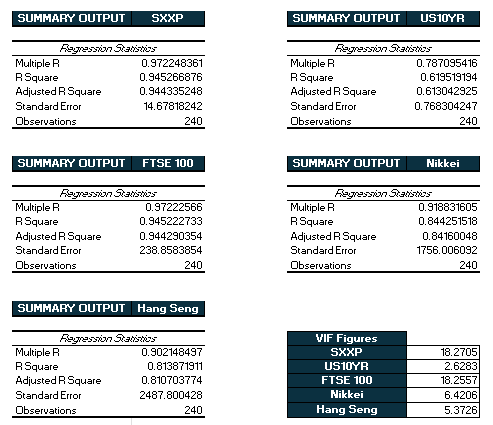 SUMMARY OUTPUT SXXP
Regression Statistics
Multiple R 0.972248361
R Square 0.945266876
Adjusted R Square 0.944335248
Standard Error 14.67818242
Observations 240
SUMMARY OUTPUT US10YR
Regression Statistics
Multiple R 0.787095416
R Square 0.619519194
Adjusted R Square 0.613042925
Standard Error 0.768304247
Observations 240
SUMMARY OUTPUT FTSE 100
Regression Statistics
Multiple R 0.97222566
R Square 0.945222733
Adjusted R Square 0.944290354
Standard Error 238.8583854
Observations 240
SUMMARY OUTPUT Nikkei
Regression Statistics
Multiple R 0.918831605
R Square 0.844251518
Adjusted R Square 0.84160048
Standard Error 1756.006092
Observations 240
SUMMARY OUTPUT Hang Seng
Regression Statistics
Multiple R 0.902148497
R Square 0.813871911
Adjusted R Square 0.810703774
Standard Error 2487.800428
Observations 240
VIF Figures
SXXP 18.2705
US10YR 2.6283
FTSE 100 18.2557
Nikkei 6.4206
Hang Seng 5.3726